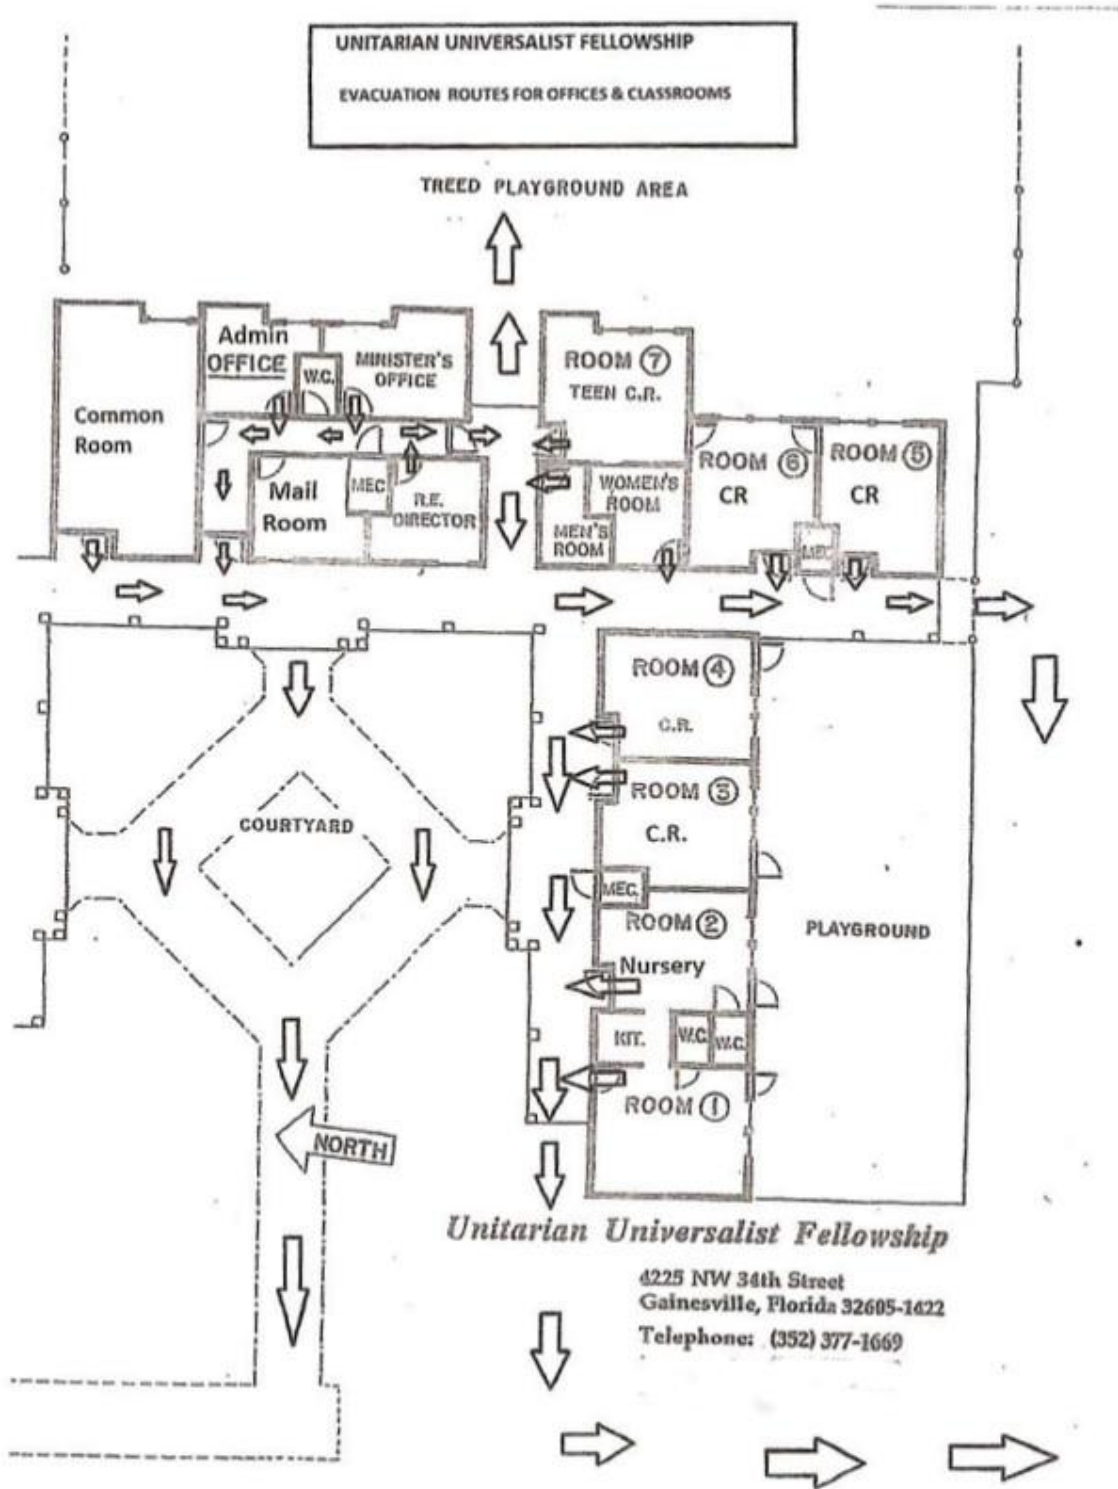 UNITARIAN UNIVERSALIST FELLOWSHIP
EVACUATION ROUTES FOR OFFICES & CLASSROOMS
TREED PLAYGROUND AREA
Admin
OFFICE
W.C.
MINISTER'S
OFFICE
ROOM 7
TEEN C.R.
Common
Room
ROOM 6
CR
ROOM 5
CR
Mail
Room
MEC
R.E.
DIRECTOR
WOMEN'S
ROOM
MEN'S
ROOM
MEC
ROOM 4
C.R.
ROOM 3
C.R.
COURTYARD
MEC.
ROOM 2
Nursery
PLAYGROUND
KIT.
W.C.
W.C.
ROOM 1
NORTH
Unitarian Universalist Fellowship
4225 NW 34th Street
Gainesville, Florida 32605-1422
Telephone: (352) 377-1669